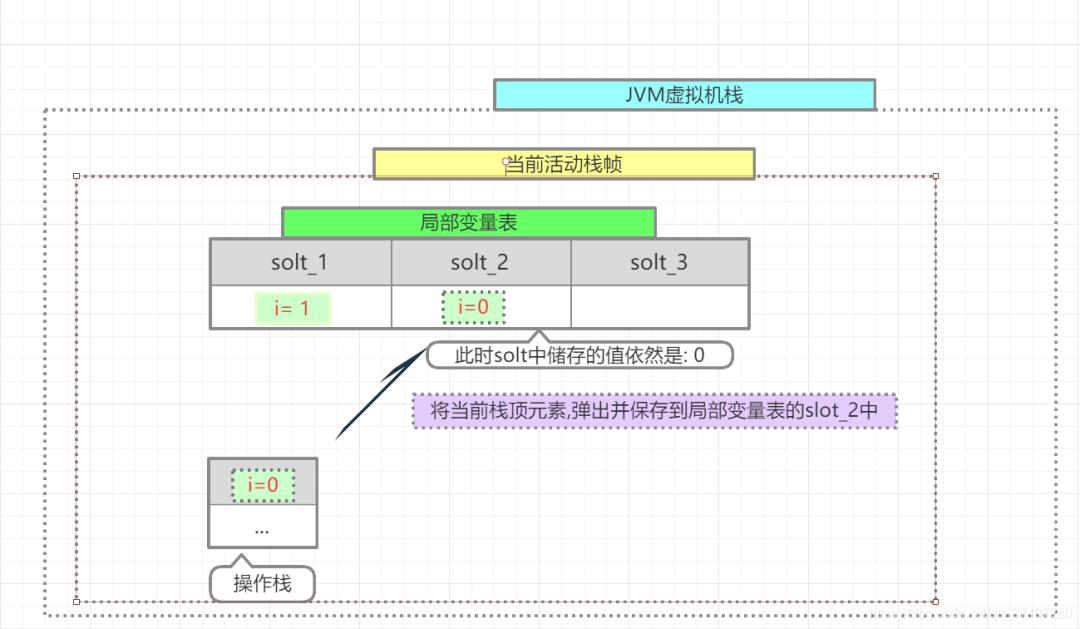 JVM虚拟机栈
当前活动栈帧
局部变量表
solt_1 solt_2 solt_3
i= 1 i=0
此时solt中储存的值依然是: 0
将当前栈顶元素,弹出并保存到局部变量表的slot_2中
i=0
...
操作栈